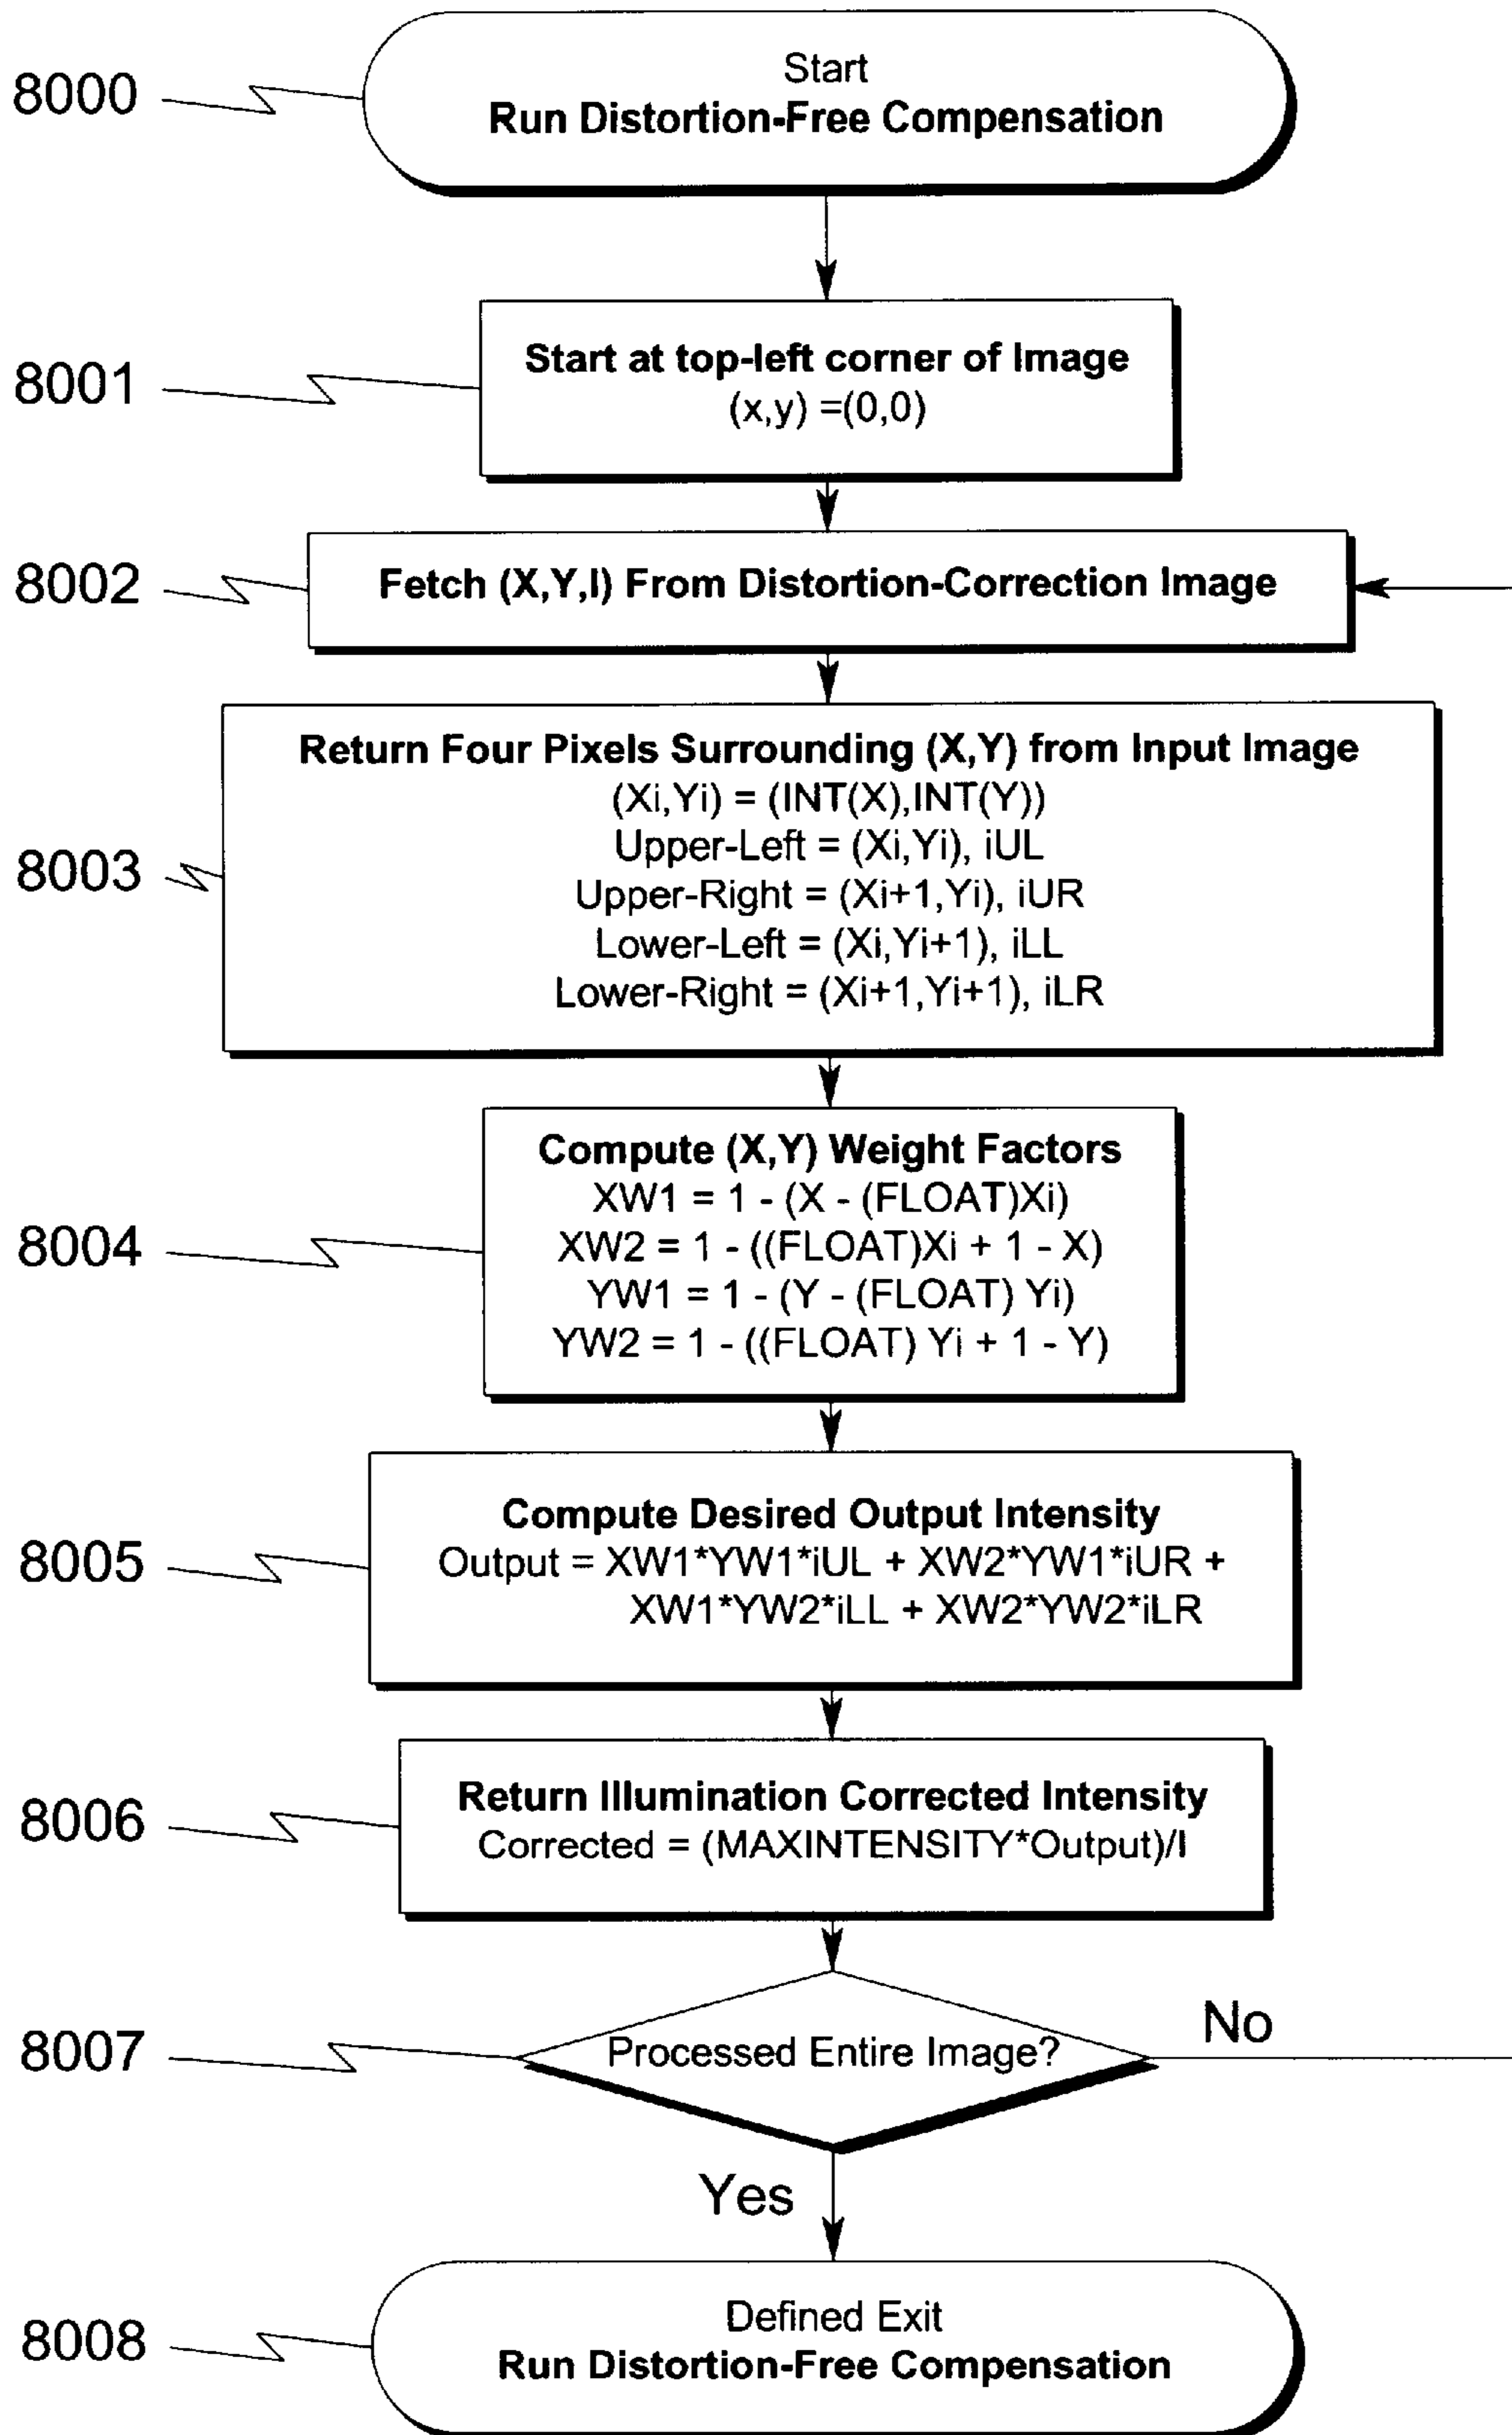 8000
Start
Run Distortion-Free Compensation
8001
Start at top-left corner of Image
(x,y) =(0,0)
8002
Fetch (X,Y,I) From Distortion-Correction Image
8003
Return Four Pixels Surrounding (X,Y) from Input Image
(Xi,Yi) = (INT(X),INT(Y))
Upper-Left = (Xi,Yi), iUL
Upper-Right = (Xi+1,Yi), iUR
Lower-Left = (Xi,Yi+1), iLL
Lower-Right = (Xi+1,Yi+1), iLR
8004
Compute (X,Y) Weight Factors
XW1 = 1 - (X - (FLOAT)Xi)
XW2 = 1 - ((FLOAT)Xi + 1 - X)
YW1 = 1 - (Y - (FLOAT) Yi)
YW2 = 1 - ((FLOAT) Yi + 1 - Y)
8005
Compute Desired Output Intensity
Output = XW1*YW1*iUL + XW2*YW1*iUR +
XW1*YW2*iLL + XW2*YW2*iLR
8006
Return Illumination Corrected Intensity
Corrected = (MAXINTENSITY*Output)/I
8007
Processed Entire Image?
No
Yes
8008
Defined Exit
Run Distortion-Free Compensation